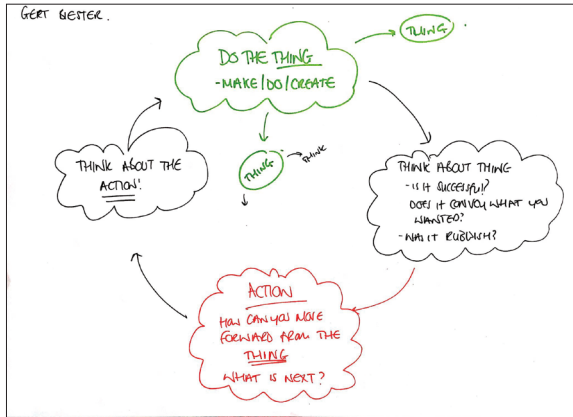 GERT NESTER.
THING
DO THE THING
-MAKE/DO/CREATE
THING
THINK
THINK ABOUT THE
ACTION!
THINK ABOUT THING
-IS IT SUCCESSFUL!?
DOES IT CONVEY WHAT YOU
WANTED?
-WAS IT RUBBISH?
ACTION
HOW CAN YOU MOVE
FORWARD FROM THE
THING
WHAT IS NEXT?